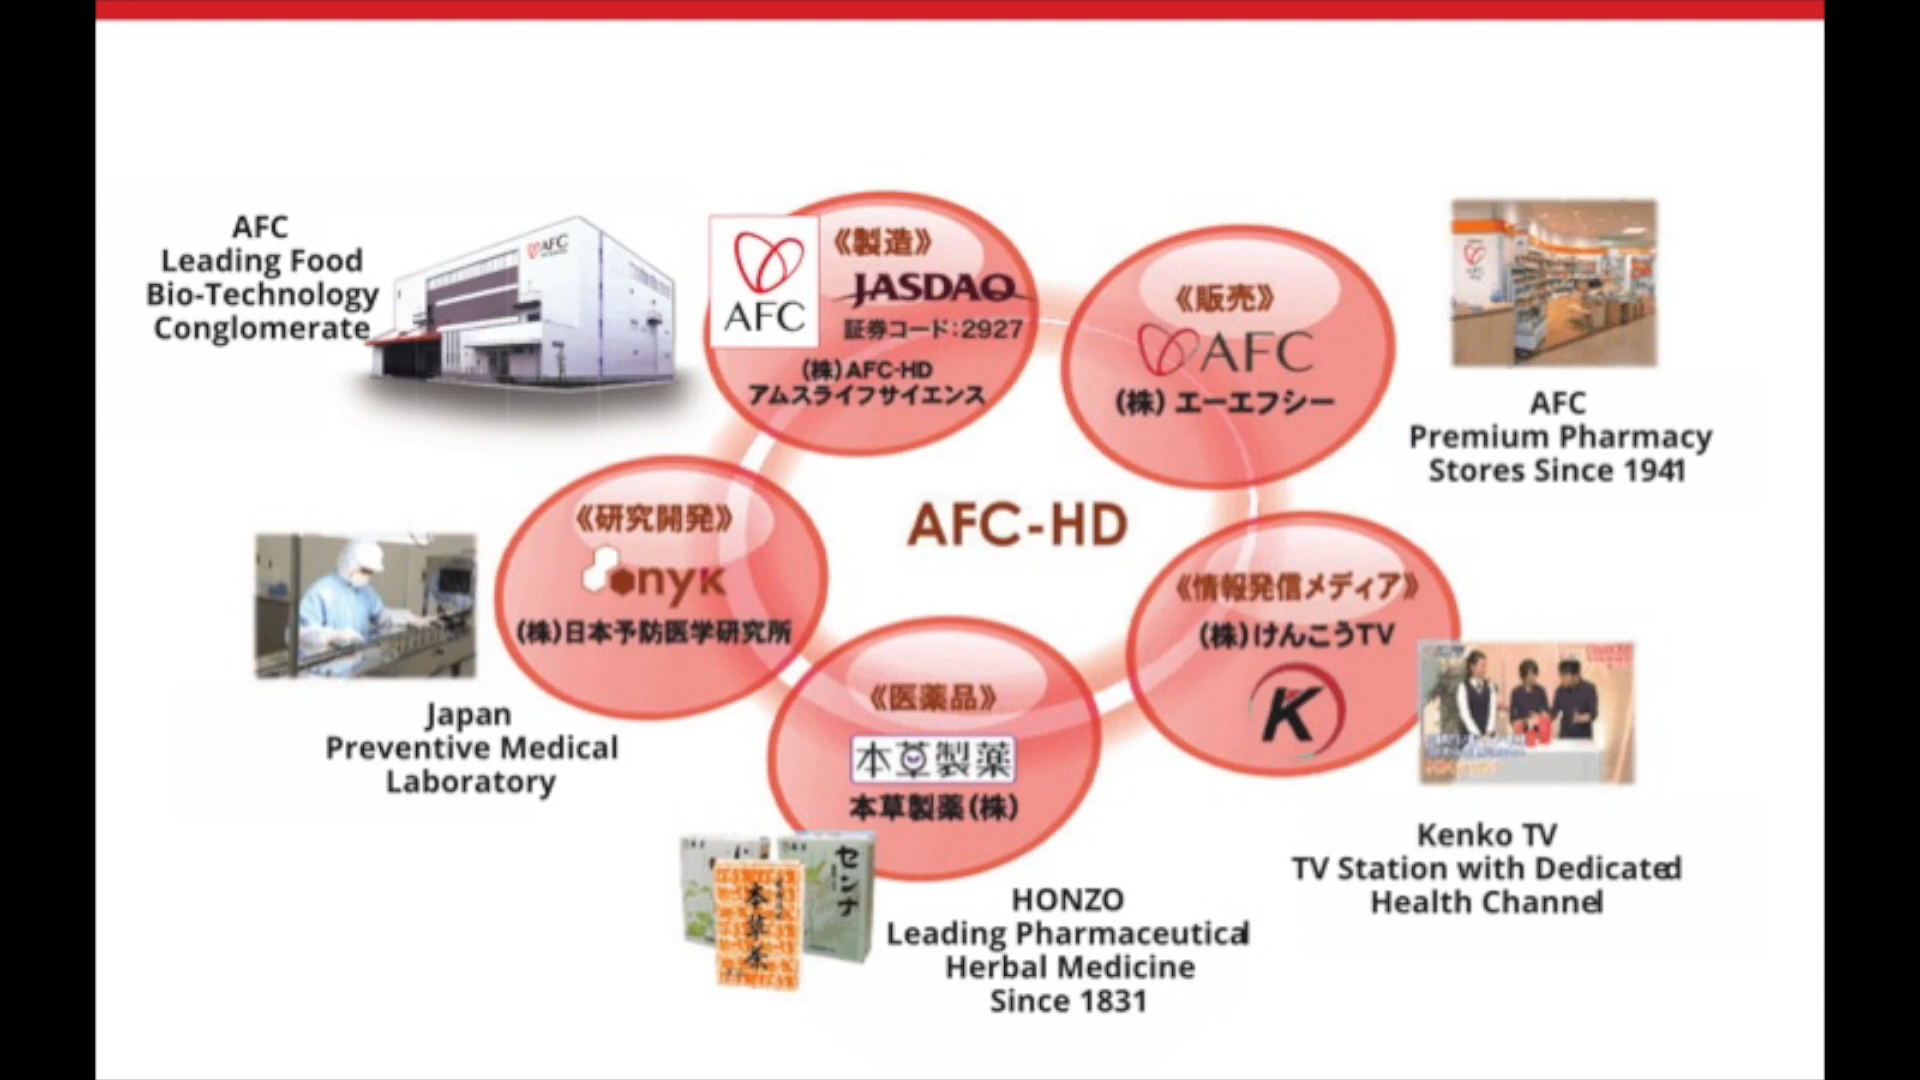 AFC
Leading Food
Bio-Technology
Conglomerate
AFC
AFC
《製造》
JASDAQ
証券コード:2927
(株)AFC-HD
アムスライフサイエンス
《販売》
AFC
(株)エーエフシー
AFC
Premium Pharmacy
Stores Since 1941
AFC-HD
《研究開発》
nyk
(株)日本予防医学研究所
Japan
Preventive Medical
Laboratory
《情報発信メディア》
(株)けんこうTV
K
Kenko TV
TV Station with Dedicated
Health Channel
《医薬品》
本草製薬
本草製薬(株)
センナ
本草茶
HONZO
Leading Pharmaceutical
Herbal Medicine
Since 1831